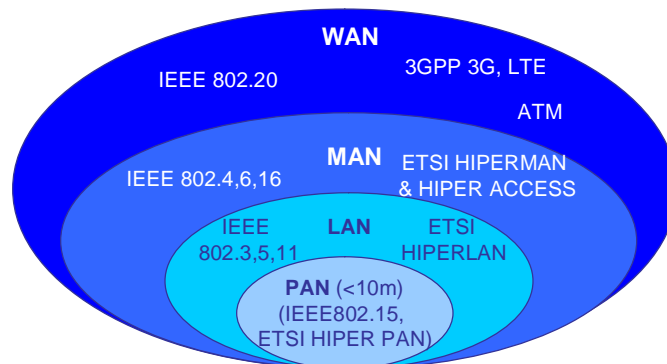 WAN
IEEE 802.20
3GPP 3G, LTE
ATM
MAN
IEEE 802.4,6,16
ETSI HIPERMAN
& HIPER ACCESS
IEEE
802.3,5,11
LAN
ETSI
HIPERLAN
PAN (<10m)
(IEEE802.15,
ETSI HIPER PAN)